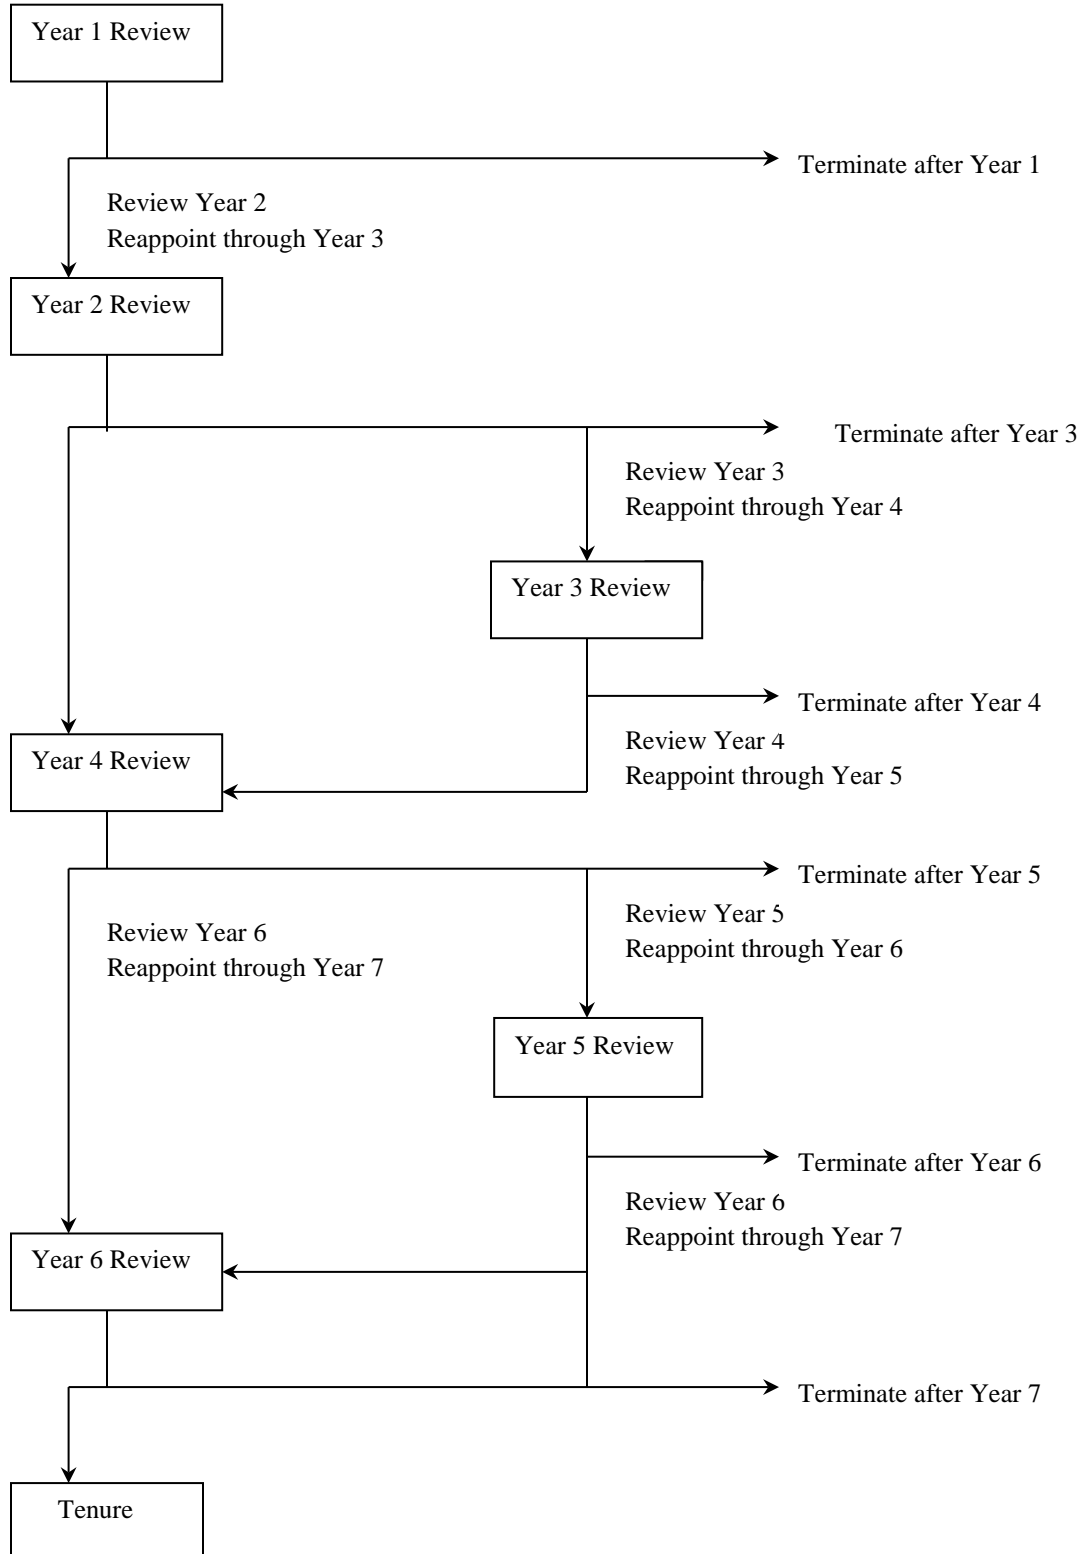 Year 1 Review
Terminate after Year 1
Review Year 2
Reappoint through Year 3
Year 2 Review
Terminate after Year 3
Review Year 3
Reappoint through Year 4
Year 3 Review
Terminate after Year 4
Review Year 4
Reappoint through Year 5
Year 4 Review
Terminate after Year 5
Review Year 5
Reappoint through Year 6
Review Year 6
Reappoint through Year 7
Year 5 Review
Terminate after Year 6
Review Year 6
Reappoint through Year 7
Year 6 Review
Terminate after Year 7
Tenure